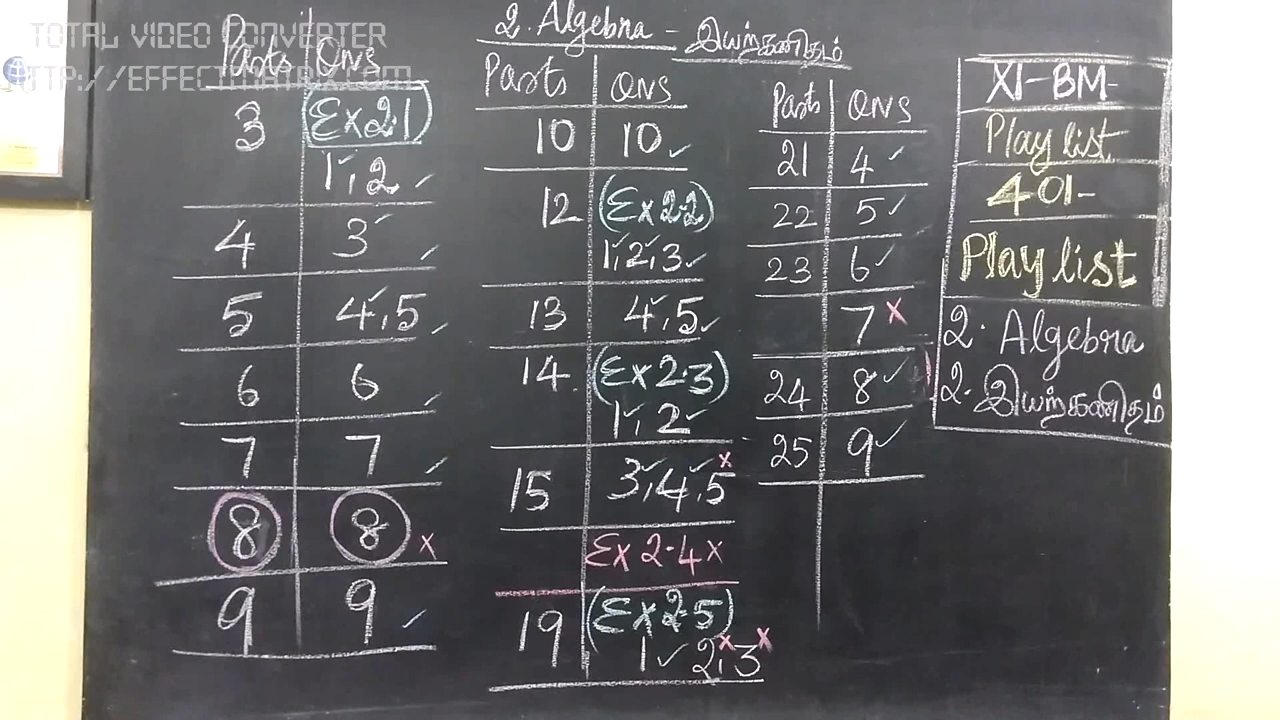 TOTAL VIDEO CONVERTER
HTTP://EFFECTMATRIX.COM
2. Algebra - இயற்கணிதம்
Parts Qns
3 Ex 2.1
1, 2
4 3
5 4, 5
6 6
7 7
8 8 x
9 9
Parts QNS
10 10
12 (Ex 2.2)
1, 2, 3
13 4, 5
14 (Ex 2.3)
1, 2
15 3, 4, 5 x
Ex 2.4 x
19 (Ex 2.5)
1 2 x, 3 x
Parts QNS
21 4
22 5
23 6
7 x
24 8
25 9
XI-BM-
Play list
401-
Play list
2. Algebra
2. இயற்கணிதம்